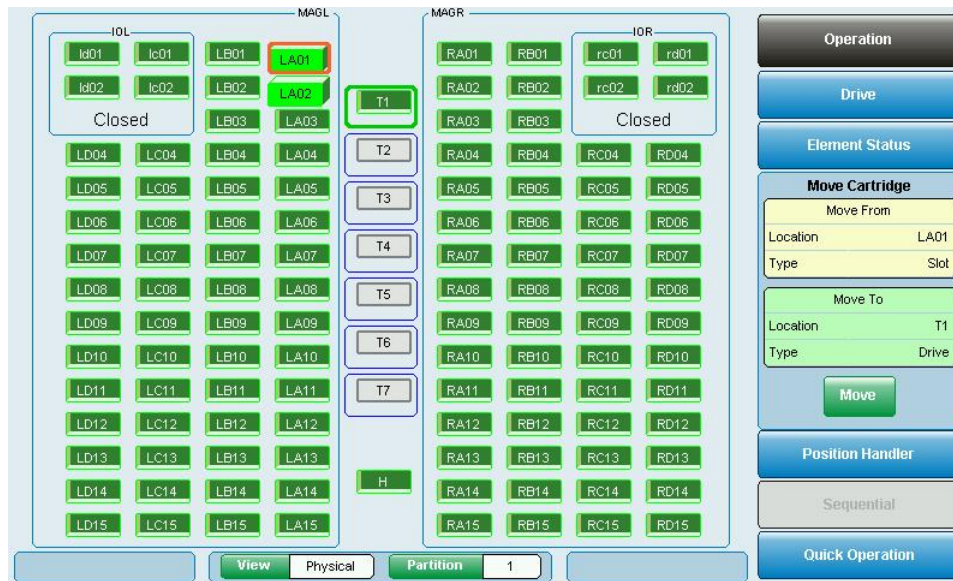 MAGL MAGR
IOL IOR
ld01 lc01 LB01 LA01 RA01 RB01 rc01 rd01
ld02 lc02 LB02 LA02 T1 RA02 RB02 rc02 rd02
Closed LB03 LA03 RA03 RB03 Closed
LD04 LC04 LB04 LA04 T2 RA04 RB04 RC04 RD04
LD05 LC05 LB05 LA05 T3 RA05 RB05 RC05 RD05
LD06 LC06 LB06 LA06 RA06 RB06 RC06 RD06
LD07 LC07 LB07 LA07 T4 RA07 RB07 RC07 RD07
LD08 LC08 LB08 LA08 T5 RA08 RB08 RC08 RD08
LD09 LC09 LB09 LA09 T6 RA09 RB09 RC09 RD09
LD10 LC10 LB10 LA10 RA10 RB10 RC10 RD10
LD11 LC11 LB11 LA11 T7 RA11 RB11 RC11 RD11
LD12 LC12 LB12 LA12 RA12 RB12 RC12 RD12
LD13 LC13 LB13 LA13 RA13 RB13 RC13 RD13
LD14 LC14 LB14 LA14 H RA14 RB14 RC14 RD14
LD15 LC15 LB15 LA15 RA15 RB15 RC15 RD15
View Physical Partition 1
Operation
Drive
Element Status
Move Cartridge
Move From
Location LA01
Type Slot
Move To
Location T1
Type Drive
Move
Position Handler
Sequential
Quick Operation